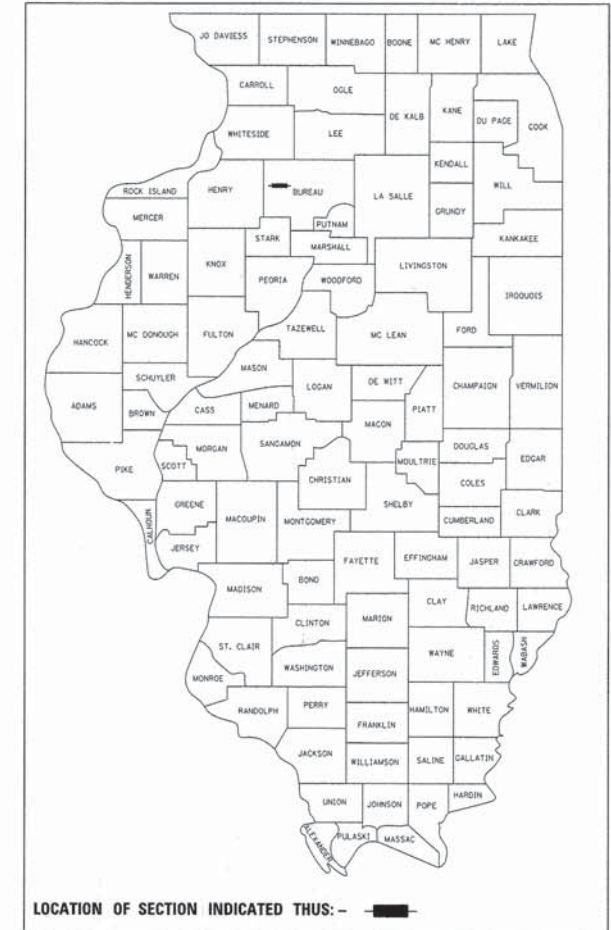 JO DAVIESS STEPHENSON WINNEBAGO BOONE MC HENRY LAKE
CARROLL OGLE DE KALB KANE DU PAGE COOK
WHITESIDE LEE
KENDALL WILL
ROCK ISLAND HENRY BUREAU LA SALLE GRUNDY
MERCER PUTNAM
STARK MARSHALL KANKAKEE
HENDERSON WARREN KNOX PEORIA WOODFORD LIVINGSTON IROQUOIS
HANCOCK MC DONOUGH FULTON TAZEWELL MC LEAN FORD
SCHUYLER MASON LOGAN DE WITT CHAMPAIGN VERMILION
ADAMS BROWN CASS MENARD MACON PIATT
MORGAN SANGAMON DOUGLAS
PIKE SCOTT CHRISTIAN MOULTRIE COLES EDGAR
CALHOUN GREENE MACOUPIN MONTGOMERY SHELBY CUMBERLAND CLARK
JERSEY FAYETTE EFFINGHAM JASPER CRAWFORD
MADISON BOND CLAY RICHLAND LAWRENCE
CLINTON MARION
ST. CLAIR WAYNE EDWARDS WABASH
MONROE WASHINGTON JEFFERSON
RANDOLPH PERRY HAMILTON WHITE
FRANKLIN
JACKSON WILLIAMSON SALINE GALLATIN
UNION JOHNSON POPE HARDIN
ALEXANDER PULASKI MASSAC
LOCATION OF SECTION INDICATED THUS: -